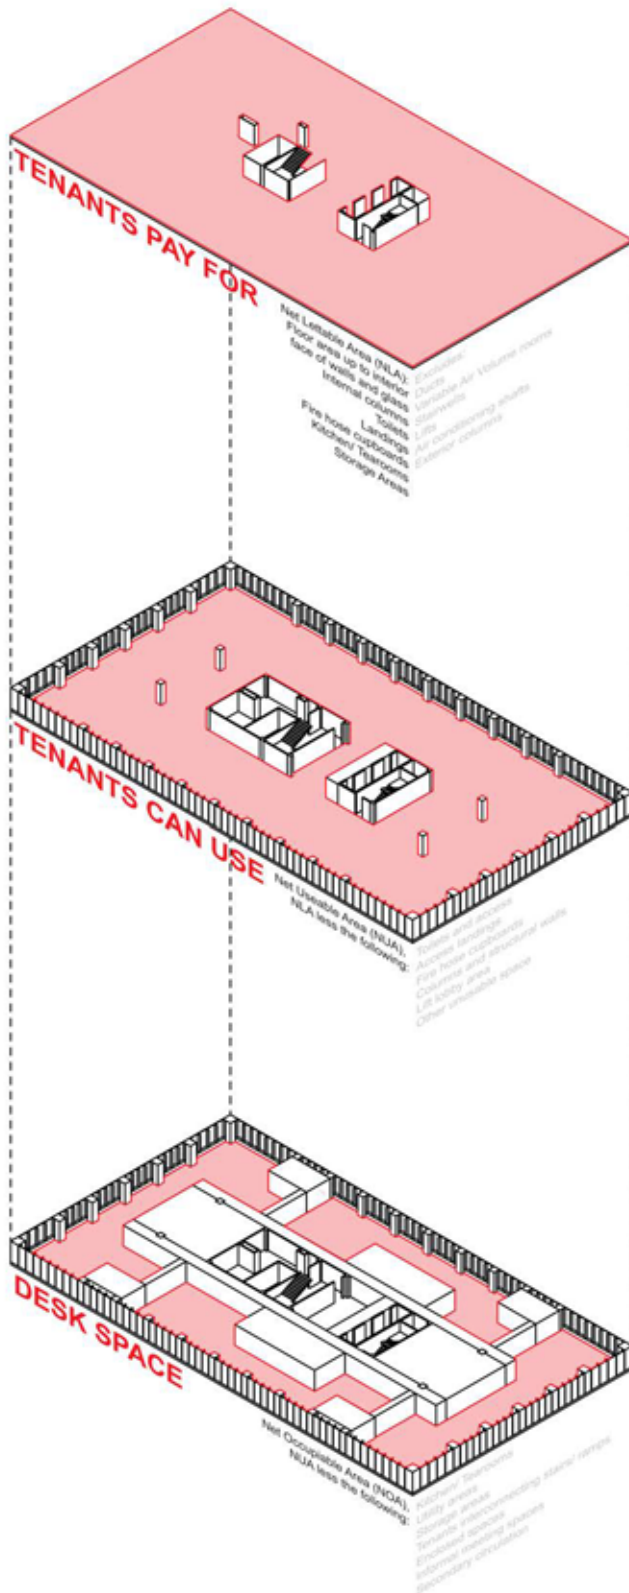 TENANTS PAY FOR
Net Lettable Area (NLA):
Floor area up to interior
face of walls and glass
Internal columns
Toilets
Landings
Fire hose cupboards
Kitchen/ Tearooms
Storage Areas
Excludes:
Ducts
Variable Air Volume rooms
Stairwells
Lifts
Air conditioning shafts
Exterior columns
TENANTS CAN USE
Net Useable Area (NUA),
NLA less the following:
Toilets and access
Access landings
Fire hose cupboards
Columns and structural walls
Lift lobby area
Other unusable space
DESK SPACE
Net Occupiable Area (NOA),
NUA less the following:
Kitchen/ Tearooms
Utility areas
Storage areas
Tenants interconnecting stairs/ ramps
Enclosed spaces
Informal meeting spaces
Secondary circulation